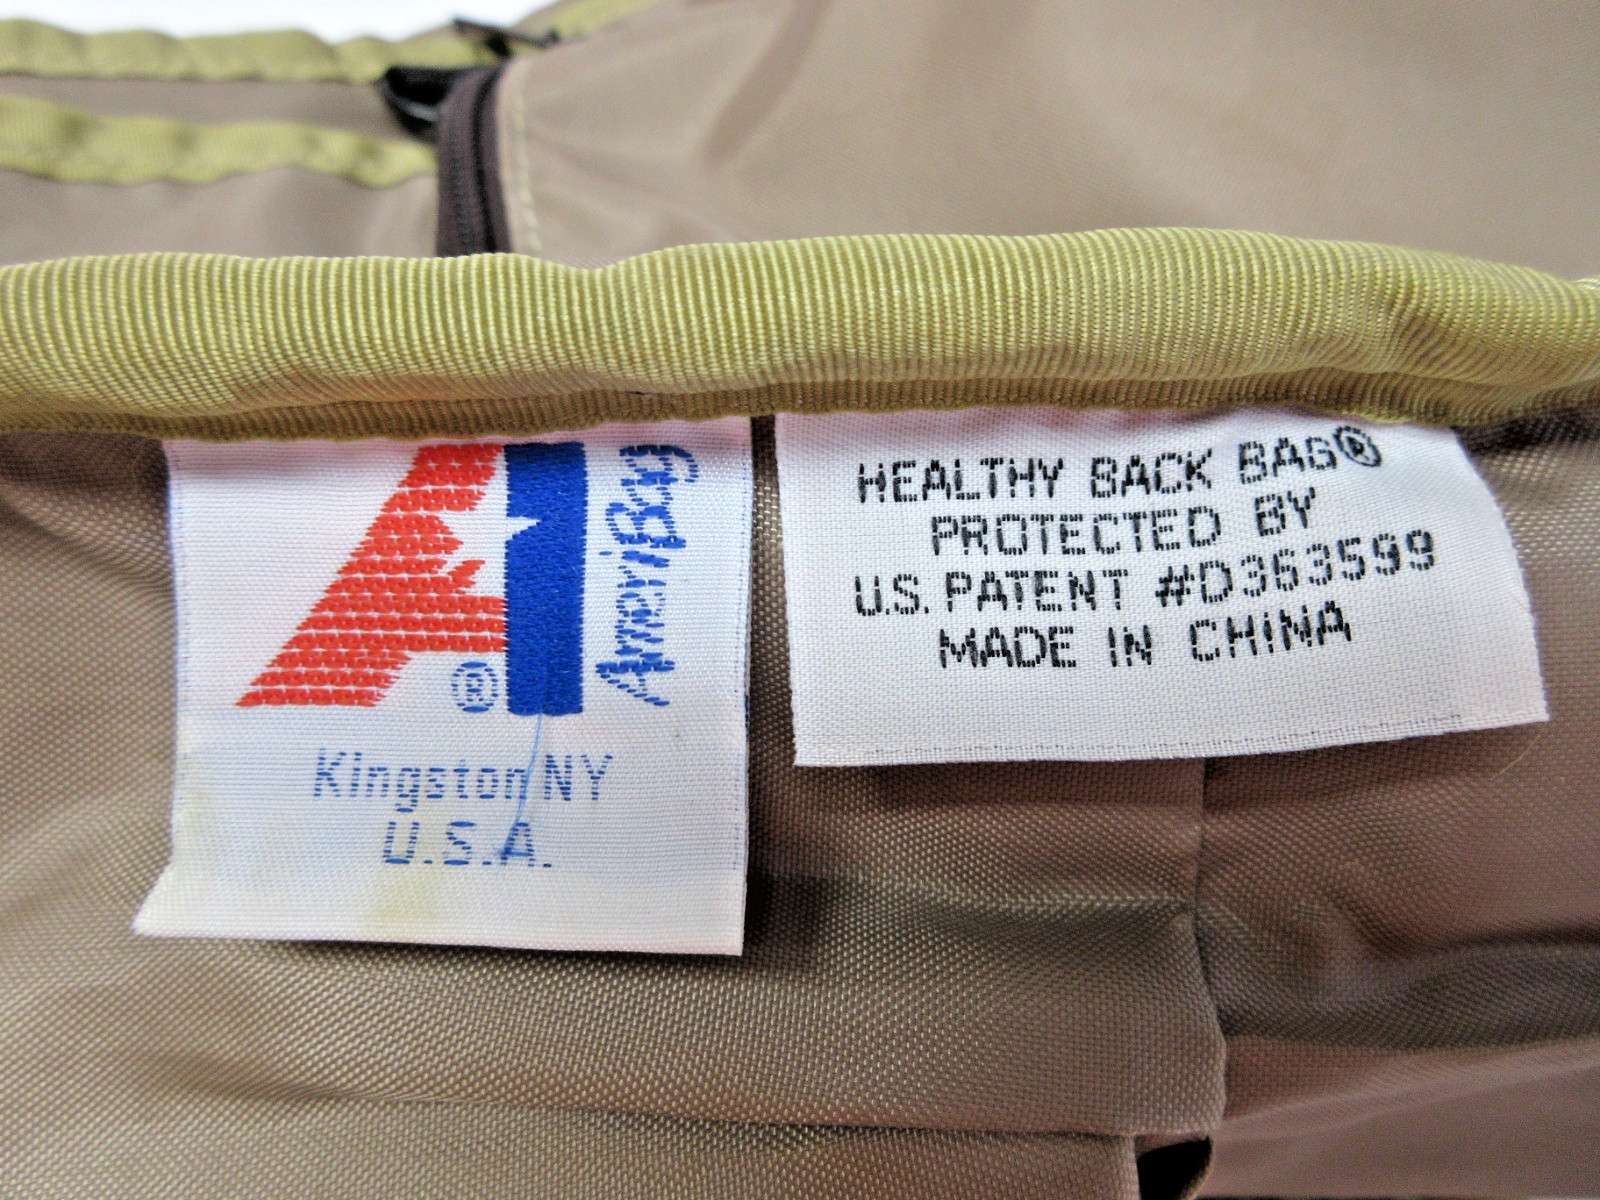 AmeriBag
®
Kingston NY
U.S.A.
HEALTHY BACK BAG®
PROTECTED BY
U.S. PATENT #D363599
MADE IN CHINA